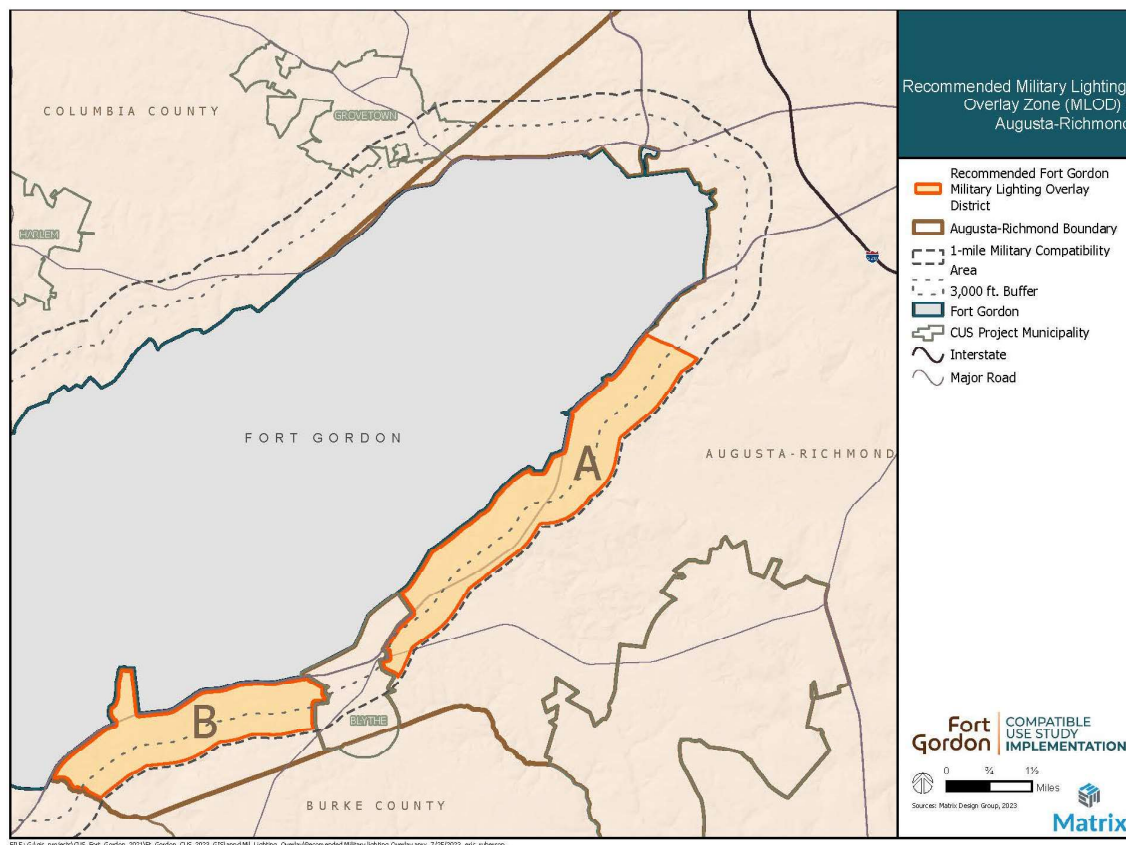 Recommended Military Lighting
Overlay Zone (MLOD)
Augusta-Richmond
Recommended Fort Gordon
Military Lighting Overlay
District
Augusta-Richmond Boundary
1-mile Military Compatibility
Area
3,000 ft. Buffer
Fort Gordon
CUS Project Municipality
Interstate
Major Road
COLUMBIA COUNTY
GROVETOWN
HARLEM
FORT GORDON
A
AUGUSTA-RICHMOND
B
BLYTHE
BURKE COUNTY
Fort
Gordon
COMPATIBLE
USE STUDY
IMPLEMENTATION
0 ¾ 1½
Miles
Sources: Matrix Design Group, 2023
Matrix